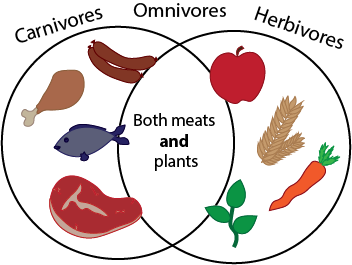 Carnivores
Omnivores
Herbivores
Both meats
and
plants